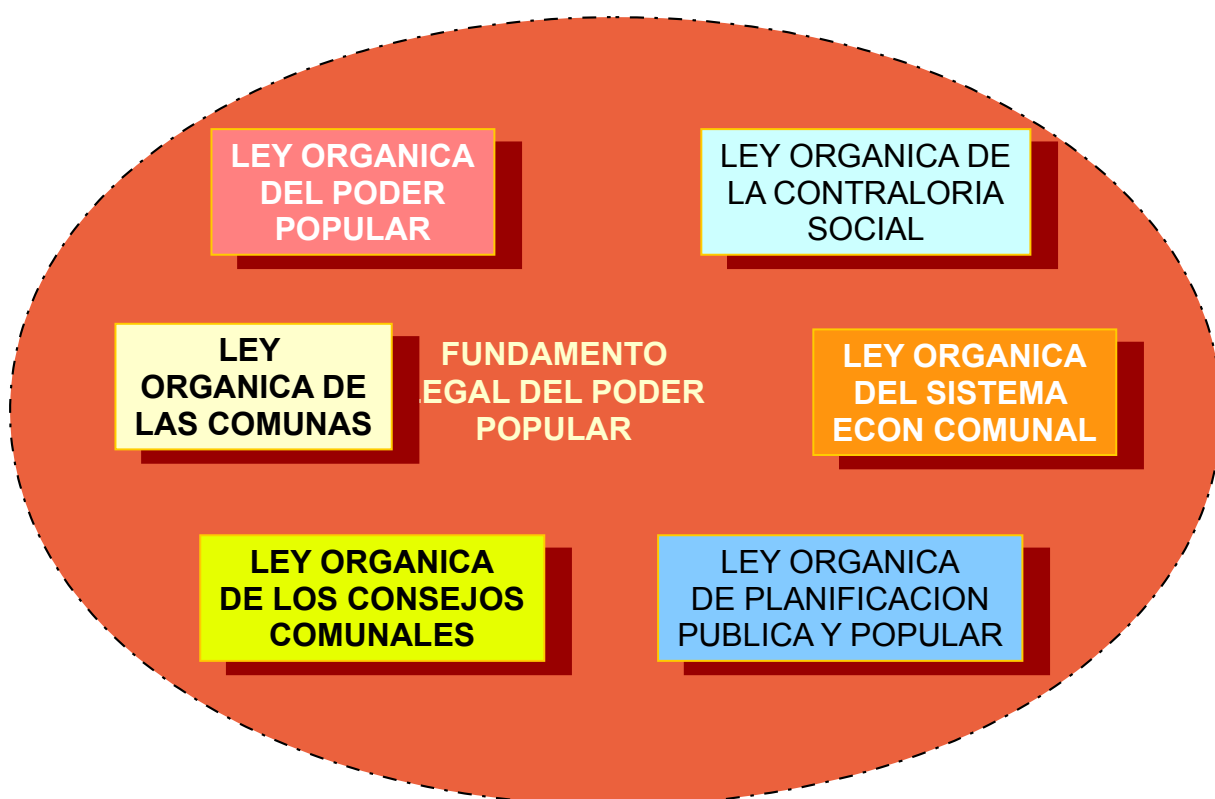 LEY ORGANICA
DEL PODER
POPULAR
LEY ORGANICA DE
LA CONTRALORIA
SOCIAL
LEY
ORGANICA DE
LAS COMUNAS
FUNDAMENTO
LEGAL DEL PODER
POPULAR
LEY ORGANICA
DEL SISTEMA
ECON COMUNAL
LEY ORGANICA
DE LOS CONSEJOS
COMUNALES
LEY ORGANICA
DE PLANIFICACION
PUBLICA Y POPULAR